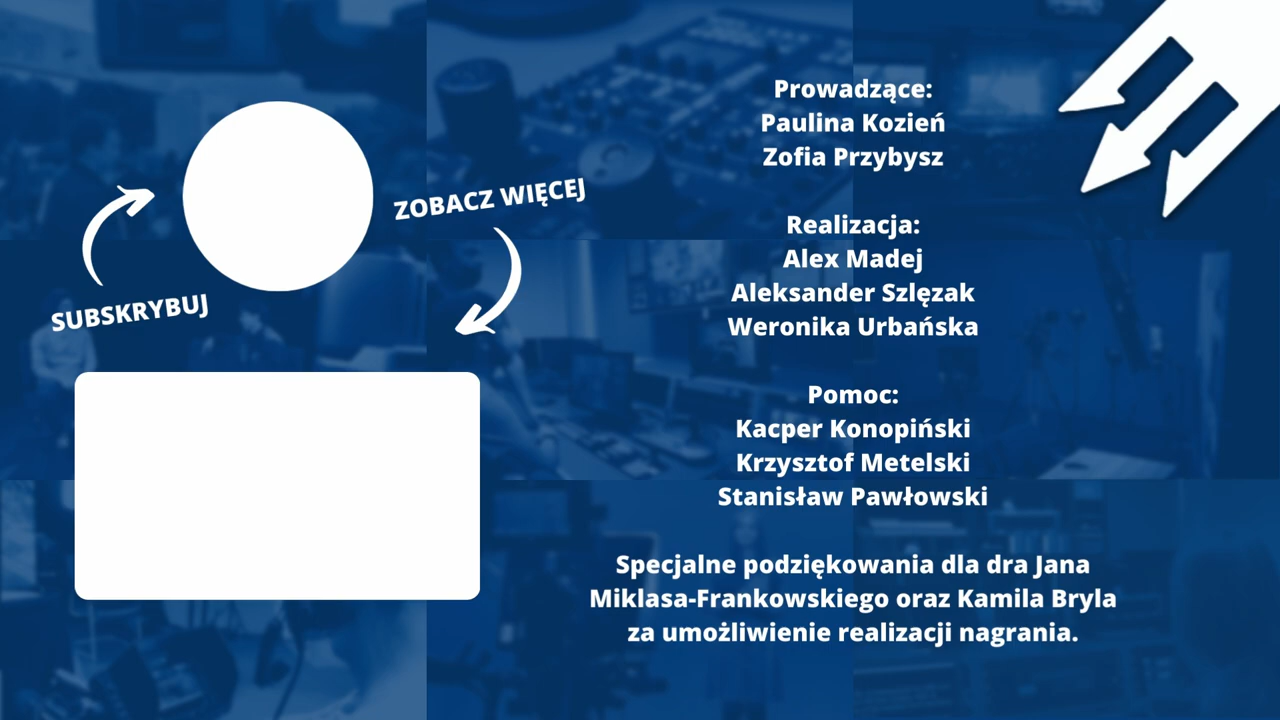 SUBSKRYBUJ
ZOBACZ WIĘCEJ
Prowadzące:
Paulina Kozień
Zofia Przybysz
Realizacja:
Alex Madej
Aleksander Szlęzak
Weronika Urbańska
Pomoc:
Kacper Konopiński
Krzysztof Metelski
Stanisław Pawłowski
Specjalne podziękowania dla dra Jana
Miklasa-Frankowskiego oraz Kamila Bryla
za umożliwienie realizacji nagrania.